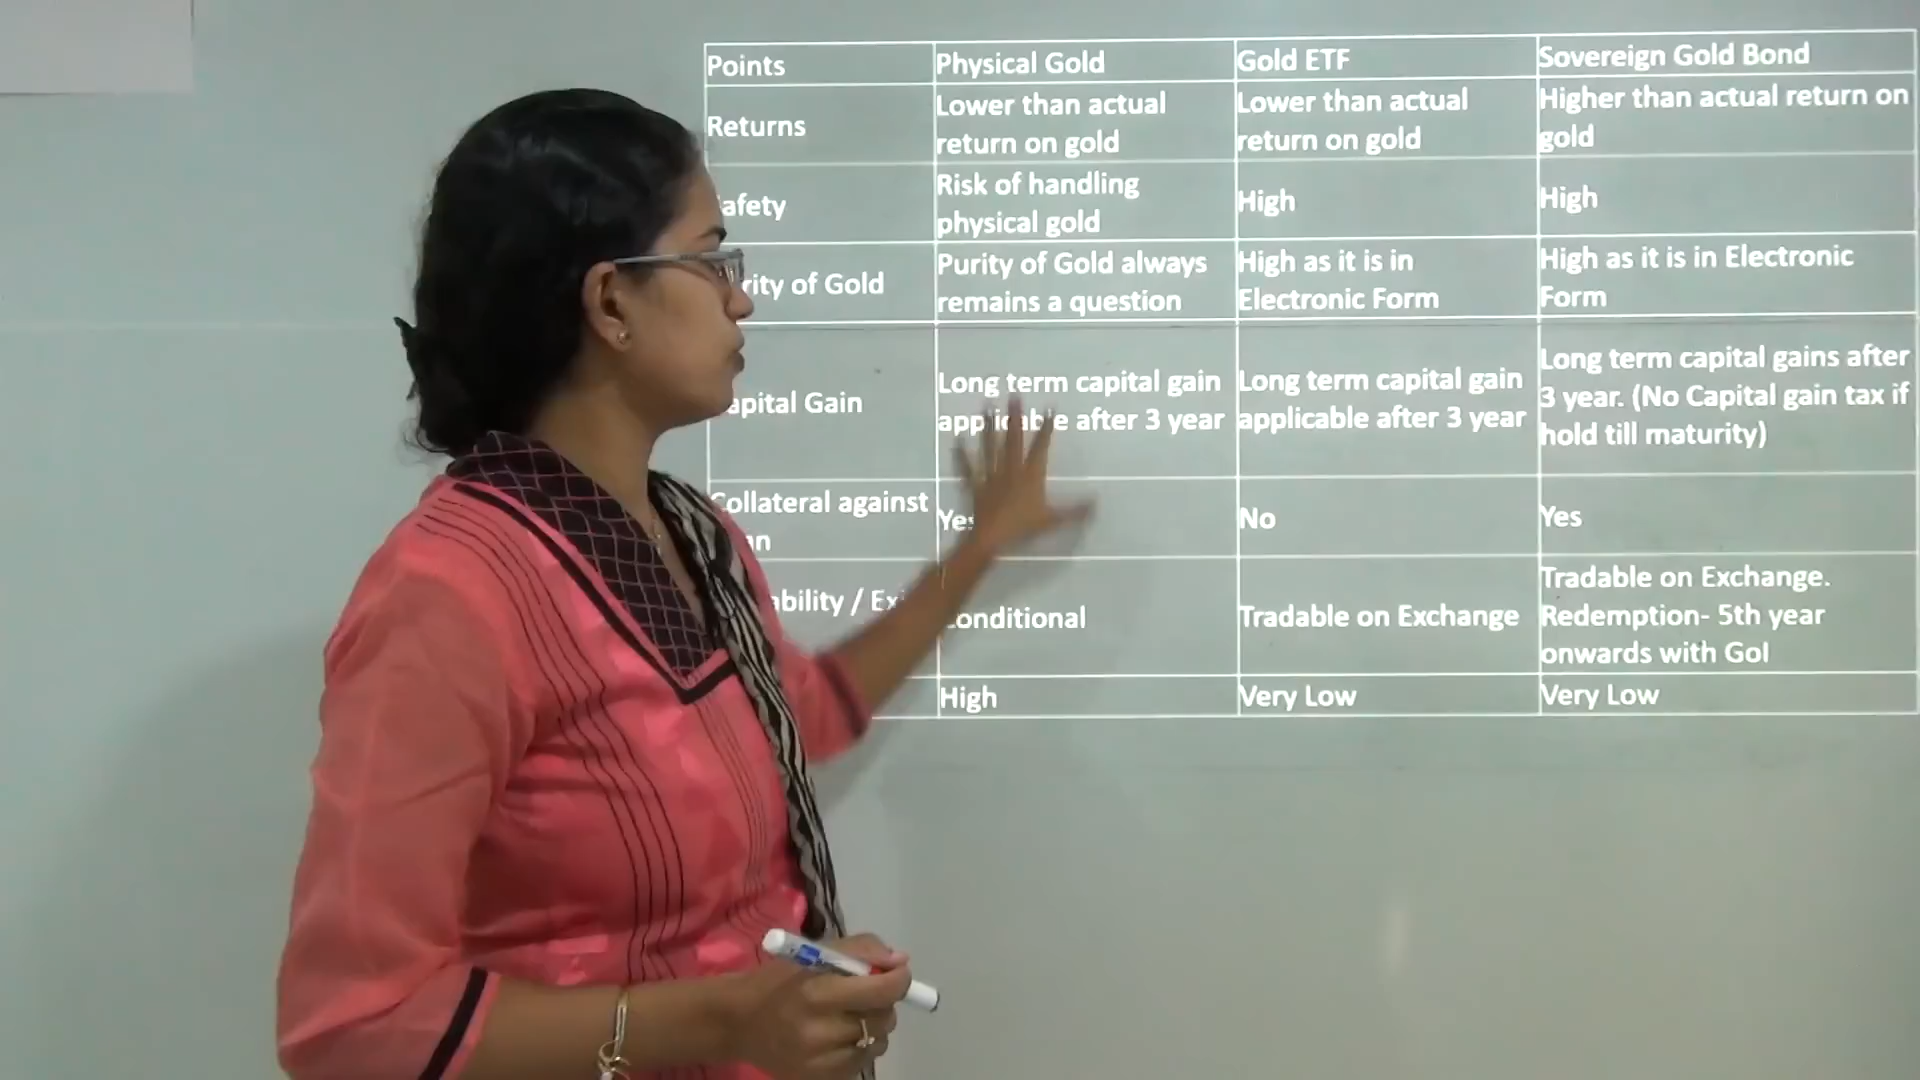 Points
Physical Gold
Gold ETF
Sovereign Gold Bond
Returns
Lower than actual
return on gold
Lower than actual
return on gold
Higher than actual return on
gold
afety
Risk of handling
physical gold
High
High
rity of Gold
Purity of Gold always
remains a question
High as it is in
Electronic Form
High as it is in Electronic
Form
apital Gain
Long term capital gain
applicable after 3 year
Long term capital gain
applicable after 3 year
Long term capital gains after
3 year. (No Capital gain tax if
hold till maturity)
Collateral against
an
Yes
No
Yes
ability / Ex
Conditional
Tradable on Exchange
Tradable on Exchange.
Redemption- 5th year
onwards with GoI
High
Very Low
Very Low